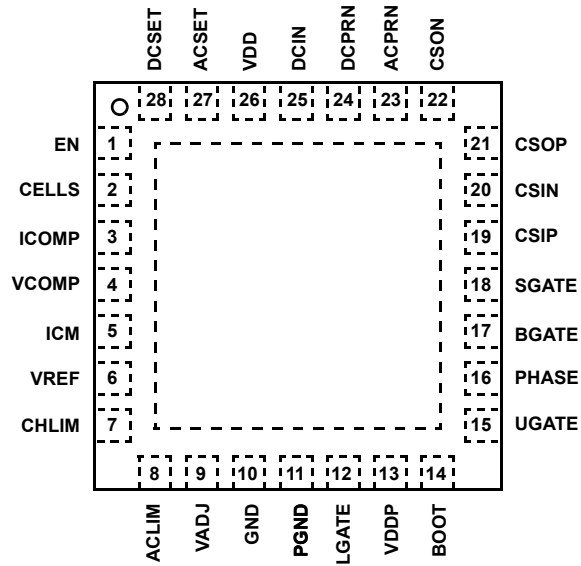 DCSET
ACSET
VDD
DCIN
DCPRN
ACPRN
CSON
28 27 26 25 24 23 22
EN 1
CELLS 2
ICOMP 3
VCOMP 4
ICM 5
VREF 6
CHLIM 7
21 CSOP
20 CSIN
19 CSIP
18 SGATE
17 BGATE
16 PHASE
15 UGATE
8 9 10 11 12 13 14
ACLIM
VADJ
GND
PGND
LGATE
VDDP
BOOT